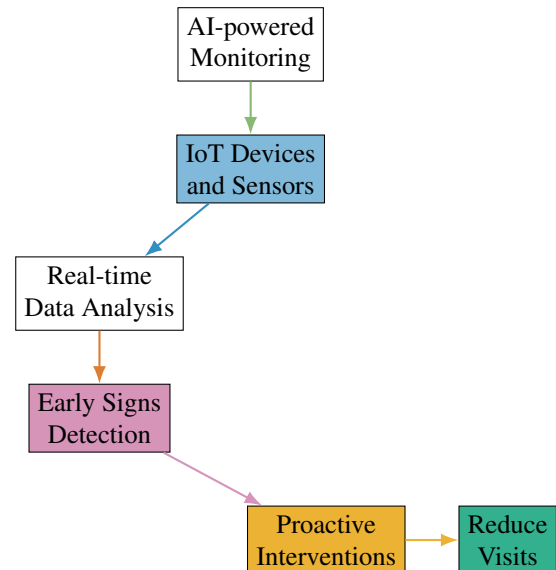 AI-powered
Monitoring
IoT Devices
and Sensors
Real-time
Data Analysis
Early Signs
Detection
Proactive
Interventions
Reduce
Visits